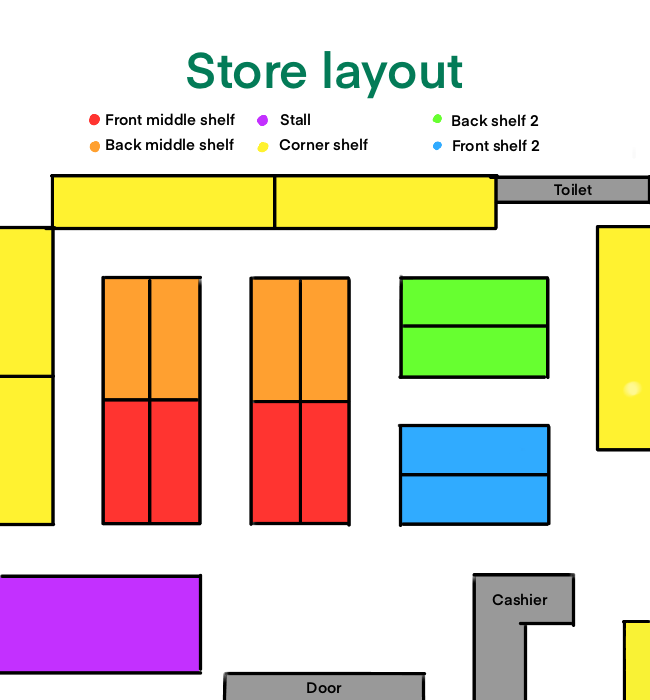 Store layout
Front middle shelf
Stall
Back shelf 2
Back middle shelf
Corner shelf
Front shelf 2
Toilet
Cashier
Door